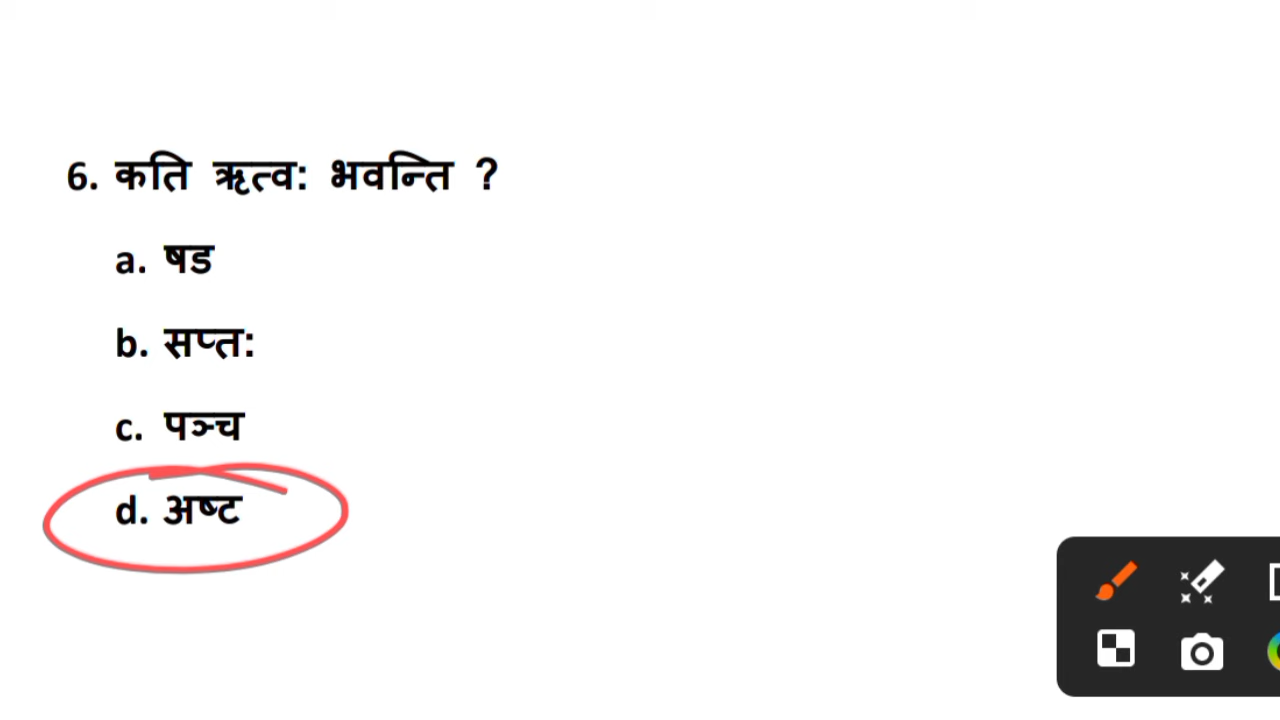 6. कति ऋत्व: भवन्ति ?
a. षड
b. सप्त:
c. पञ्च
d. अष्ट